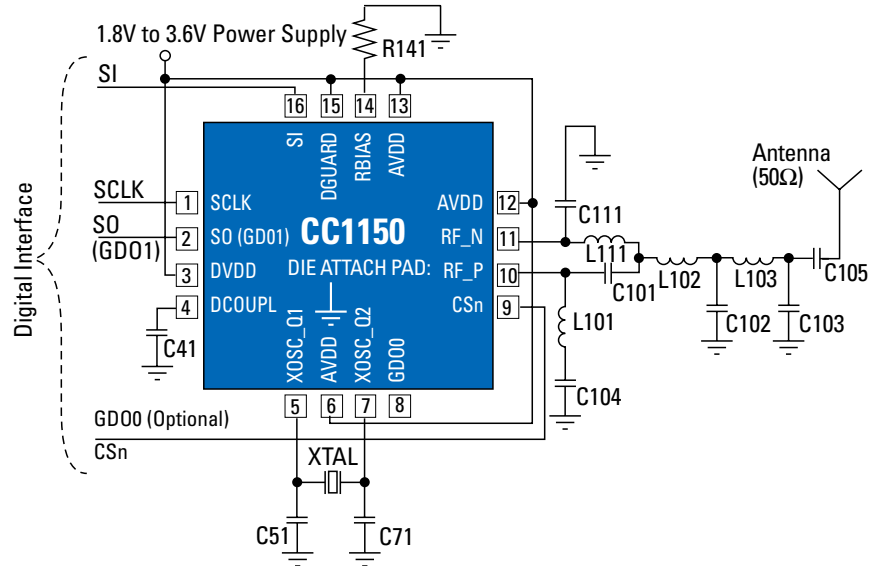 1.8V to 3.6V Power Supply
R141
SI
16
15
14
13
SI
DGUARD
RBIAS
AVDD
Antenna
(50Ω)
Digital Interface
SCLK
1
SCLK
AVDD
12
C111
SO
(GDO1)
2
SO (GD01)
CC1150
RF_N
11
L111
3
DVDD
DIE ATTACH PAD:
RF_P
10
C101
L102
L103
C105
4
DCOUPL
CSn
9
L101
C102
C103
C41
XOSC_Q1
AVDD
XOSC_Q2
GDO0
C104
5
6
7
8
GDO0 (Optional)
CSn
XTAL
C51
C71